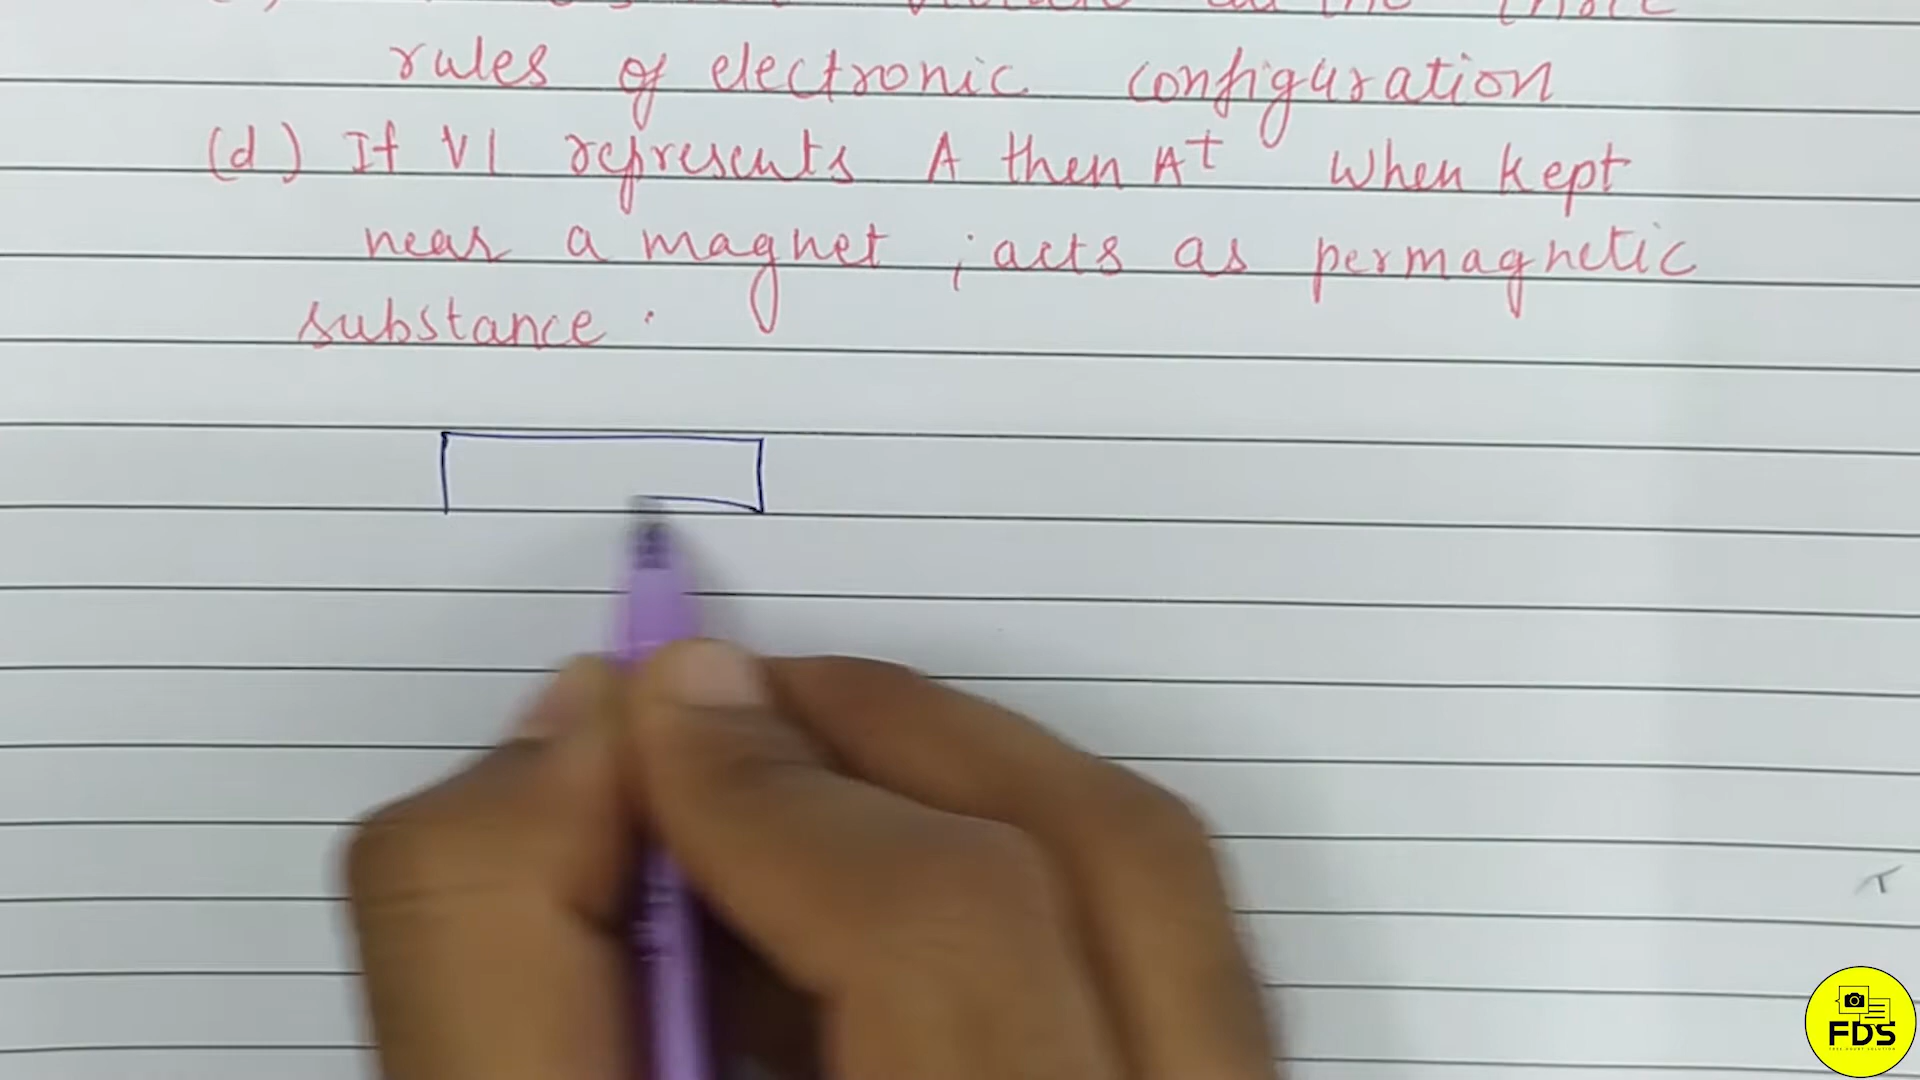 rules of electronic configuration
(d) If VI represents A then A+ when kept
near a magnet ; acts as permagnetic
substance .
FDS